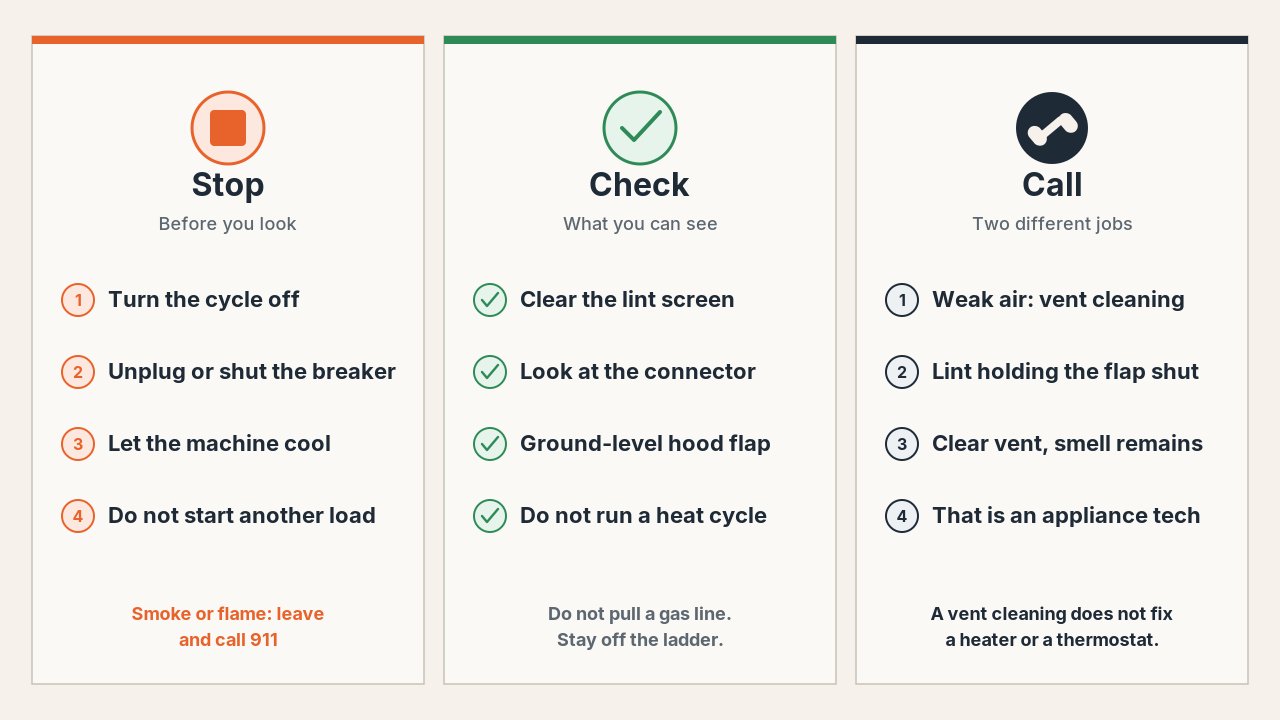 Stop
Before you look
1 Turn the cycle off
2 Unplug or shut the breaker
3 Let the machine cool
4 Do not start another load
Smoke or flame: leave
and call 911
Check
What you can see
Clear the lint screen
Look at the connector
Ground-level hood flap
Do not run a heat cycle
Do not pull a gas line.
Stay off the ladder.
Call
Two different jobs
1 Weak air: vent cleaning
2 Lint holding the flap shut
3 Clear vent, smell remains
4 That is an appliance tech
A vent cleaning does not fix
a heater or a thermostat.